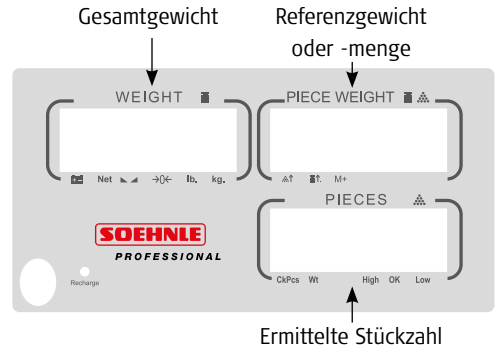 Gesamtgewicht
Referenzgewicht
oder -menge
WEIGHT
PIECE WEIGHT
Net →0← lb. kg.
M+
PIECES
SOEHNLE
PROFESSIONAL
CkPcs Wt High OK Low
Recharge
Ermittelte Stückzahl